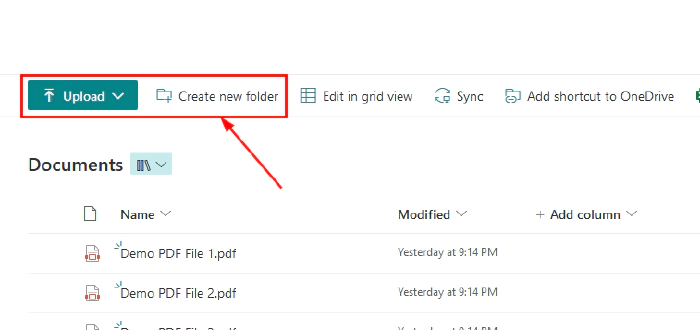 Upload Create new folder Edit in grid view Sync Add shortcut to OneDrive
Documents
Name Modified + Add column
Demo PDF File 1.pdf Yesterday at 9:14 PM
Demo PDF File 2.pdf Yesterday at 9:14 PM